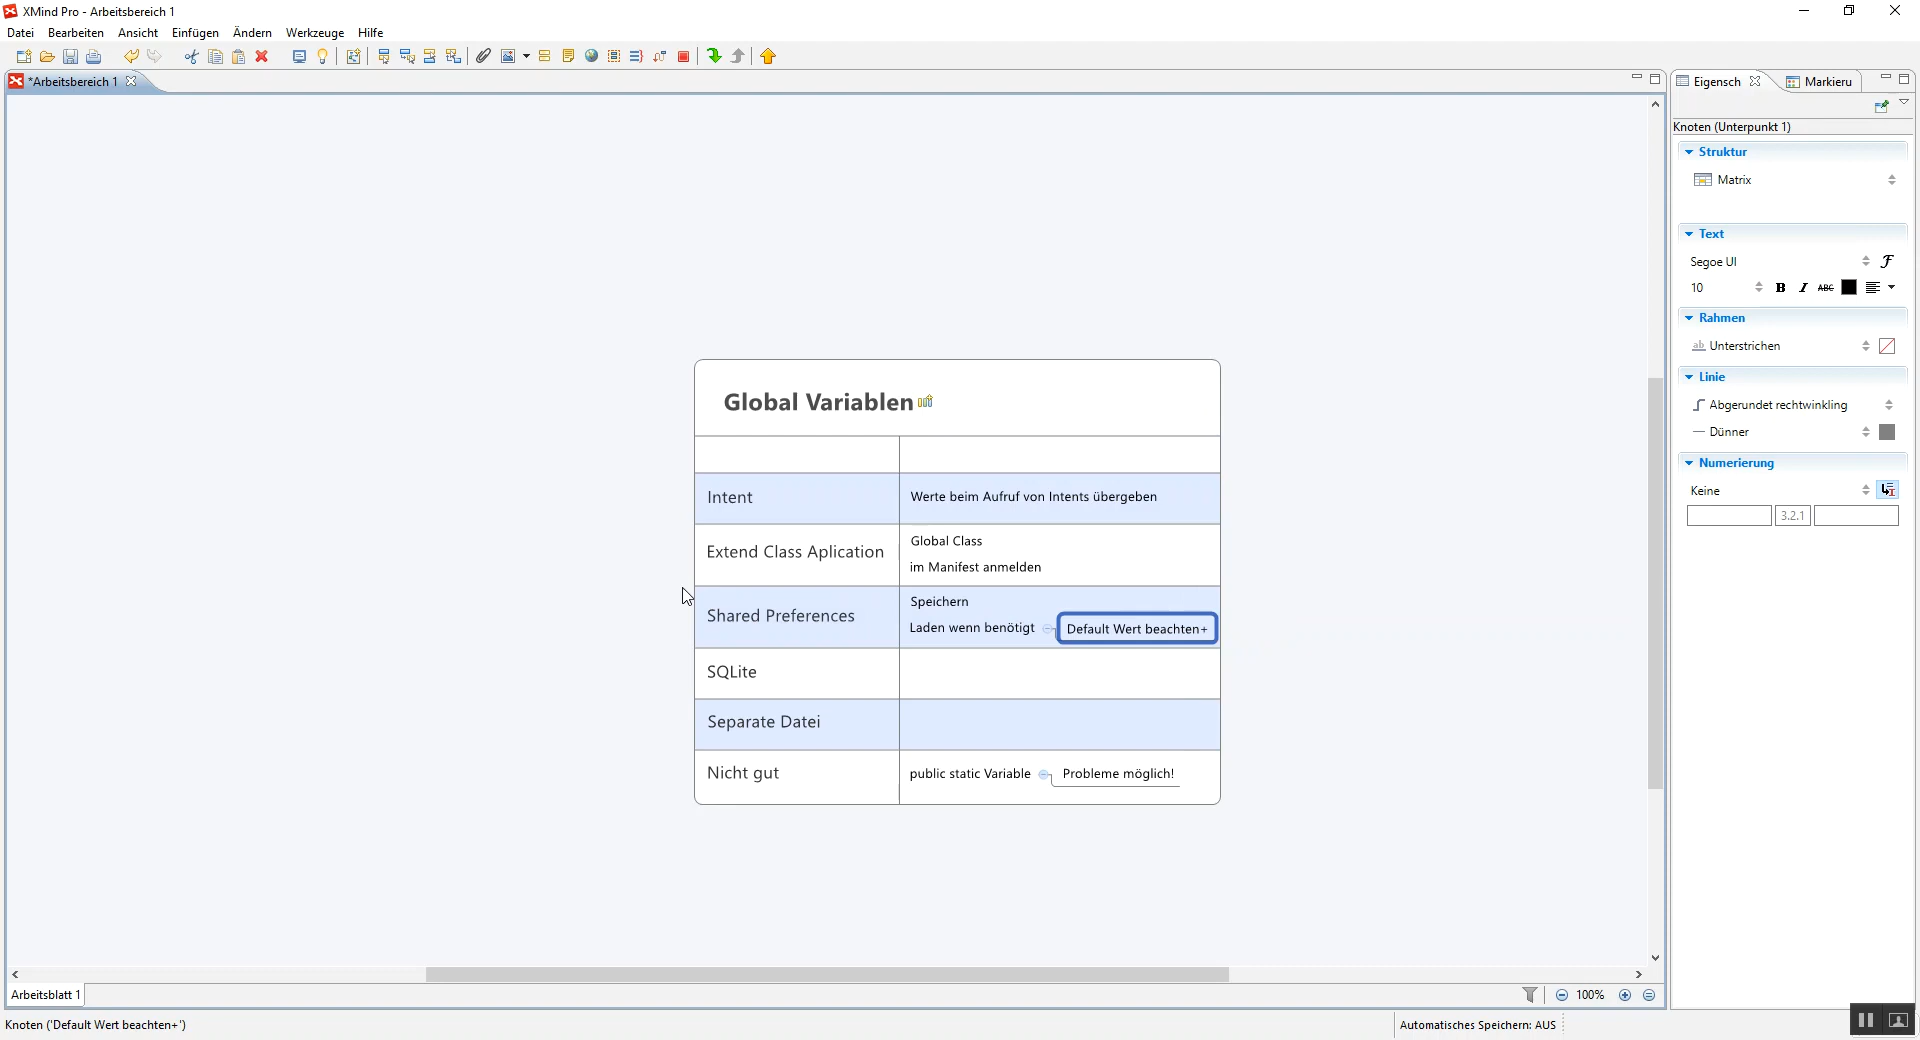 XMind Pro - Arbeitsbereich 1
Datei Bearbeiten Ansicht Einfügen Ändern Werkzeuge Hilfe
*Arbeitsbereich 1
Eigensch Markieru
Knoten (Unterpunkt 1)
Struktur
Matrix
Text
Segoe UI
10 B I ABC
Rahmen
ab Unterstrichen
Linie
Abgerundet rechtwinkling
Dünner
Numerierung
Keine
3.2.1
Global Variablen
Intent Werte beim Aufruf von Intents übergeben
Extend Class Aplication
Global Class
im Manifest anmelden
Shared Preferences
Speichern
Laden wenn benötigt Default Wert beachten+
SQLite
Separate Datei
Nicht gut public static Variable Probleme möglich!
Arbeitsblatt 1 100%
Knoten ('Default Wert beachten+') Automatisches Speichern: AUS